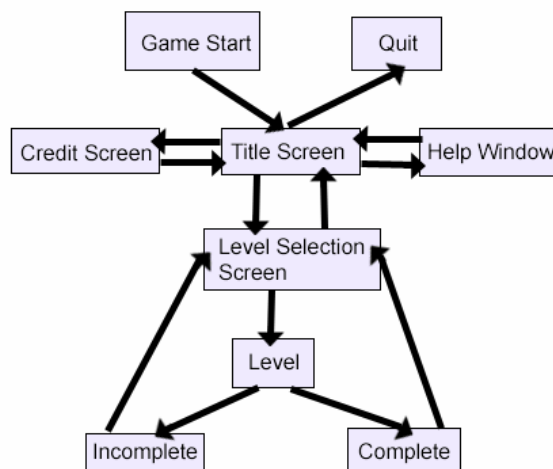 Game Start
Quit
Credit Screen
Title Screen
Help Window
Level Selection
Screen
Level
Incomplete
Complete